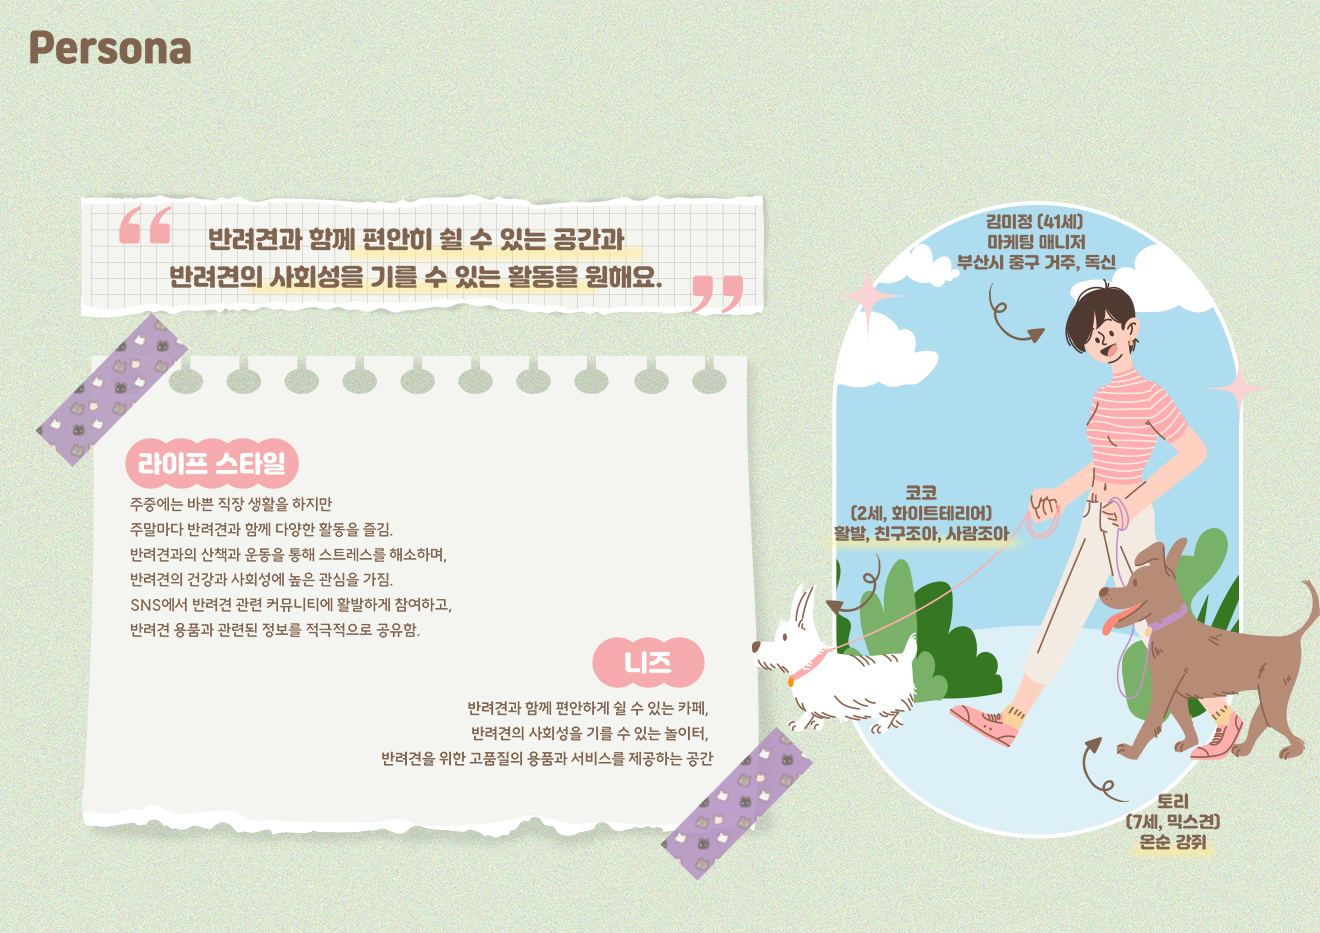 Persona
“
반려견과 함께 편안히 쉴 수 있는 공간과
반려견의 사회성을 기를 수 있는 활동을 원해요.
”
라이프 스타일
주중에는 바쁜 직장 생활을 하지만
주말마다 반려견과 함께 다양한 활동을 즐김.
반려견과의 산책과 운동을 통해 스트레스를 해소하며,
반려견의 건강과 사회성에 높은 관심을 가짐.
SNS에서 반려견 관련 커뮤니티에 활발하게 참여하고,
반려견 용품과 관련된 정보를 적극적으로 공유함.
니즈
반려견과 함께 편안하게 쉴 수 있는 카페,
반려견의 사회성을 기를 수 있는 놀이터,
반려견을 위한 고품질의 용품과 서비스를 제공하는 공간
김미정 (41세)
마케팅 매니저
부산시 중구 거주, 독신
코코
(2세, 화이트테리어)
활발, 친구조아, 사람조아
토리
(7세, 믹스견)
온순 강쥐